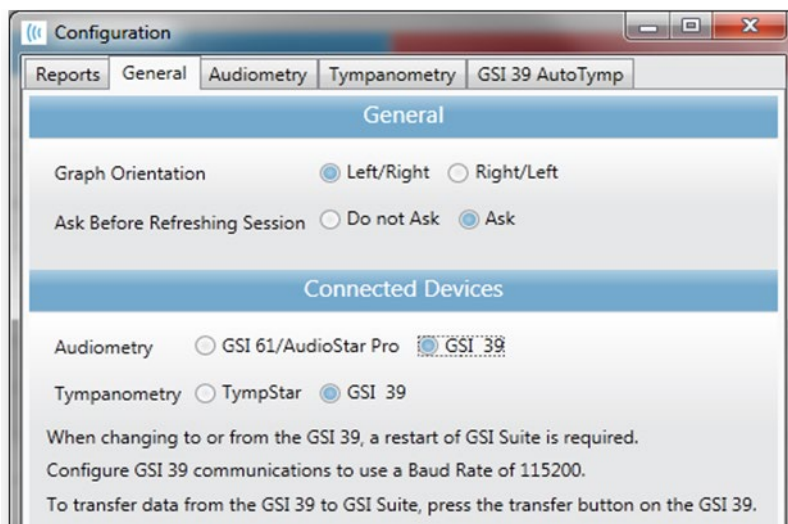 Configuration
Reports General Audiometry Tympanometry GSI 39 AutoTymp
General
Graph Orientation Left/Right Right/Left
Ask Before Refreshing Session Do not Ask Ask
Connected Devices
Audiometry GSI 61/AudioStar Pro GSI 39
Tympanometry TympStar GSI 39
When changing to or from the GSI 39, a restart of GSI Suite is required.
Configure GSI 39 communications to use a Baud Rate of 115200.
To transfer data from the GSI 39 to GSI Suite, press the transfer button on the GSI 39.